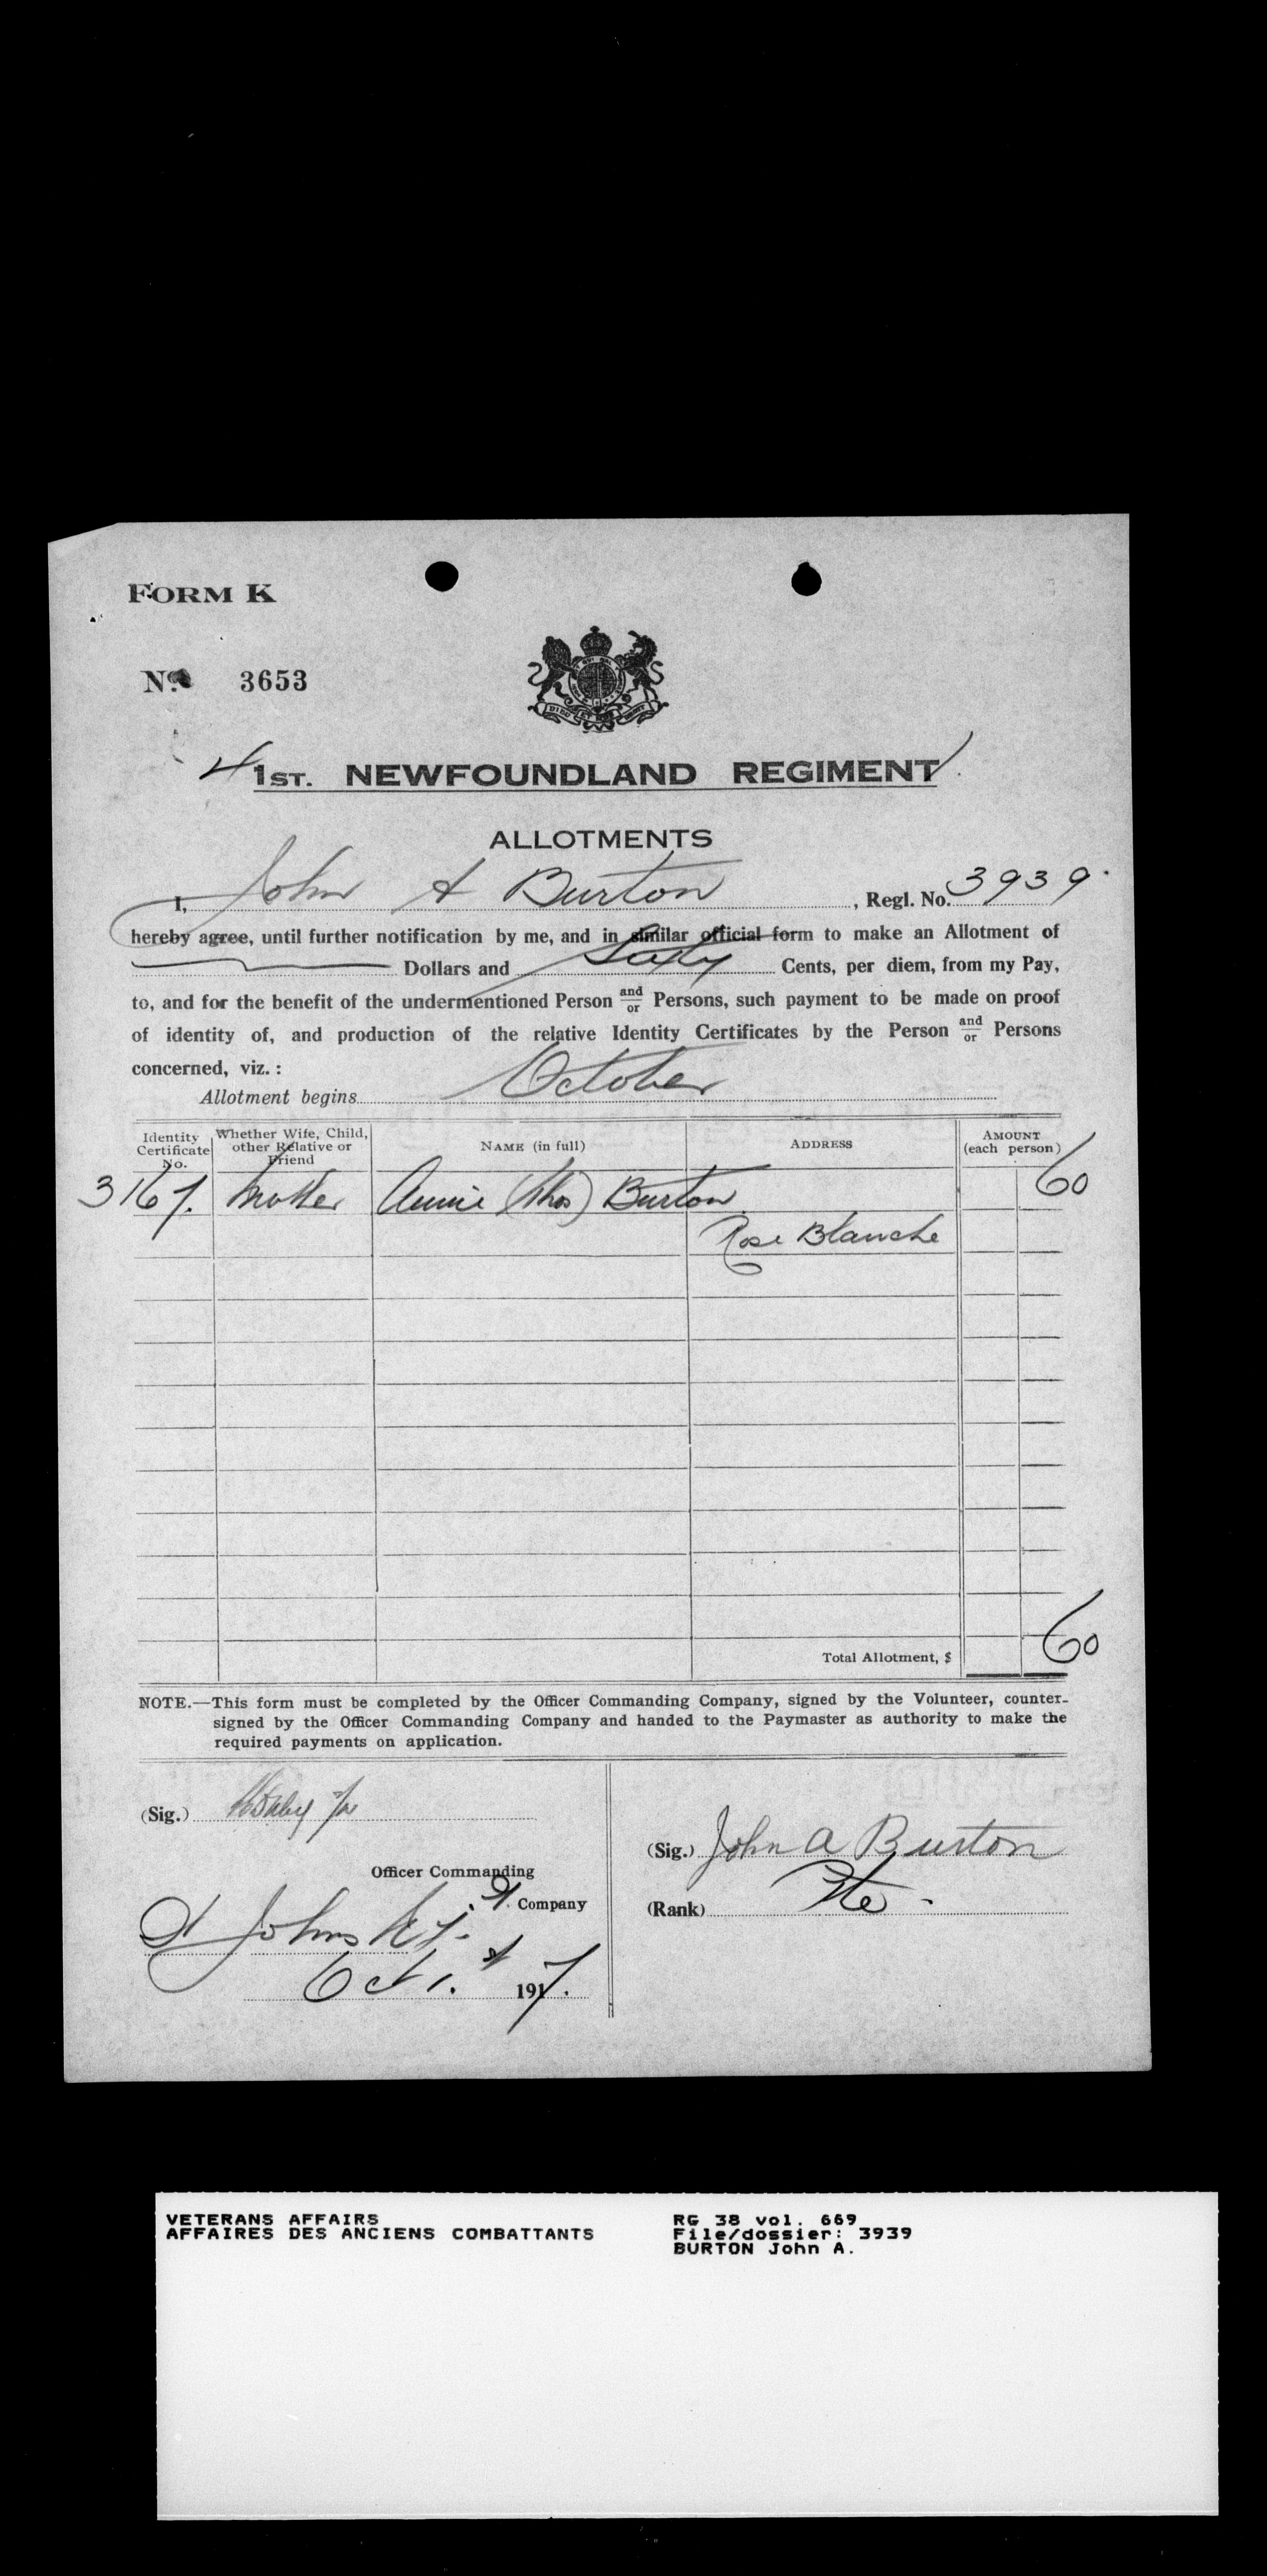 FORM K
No. 3653
1ST. NEWFOUNDLAND REGIMENT
ALLOTMENTS
I, John A Burton, Regl. No. 3939
hereby agree, until further notification by me, and in similar official form to make an Allotment of
Dollars and Sixty Cents, per diem, from my Pay,
to, and for the benefit of the undermentioned Person and/or Persons, such payment to be made on proof
of identity of, and production of the relative Identity Certificates by the Person and/or Persons
concerned, viz. :
Allotment begins October
Identity Certificate No. Whether Wife, Child, other Relative or Friend NAME (in full) ADDRESS AMOUNT (each person)
3167. Mother Annie (Thos) Burton 60
Rose Blanche
Total Allotment, $ 60
NOTE.—This form must be completed by the Officer Commanding Company, signed by the Volunteer, counter-
signed by the Officer Commanding Company and handed to the Paymaster as authority to make the
required payments on application.
(Sig.)
(Sig.) John A Burton
Officer Commanding
Company
(Rank) Pte.
St Johns
Oct 1. st 1917.
VETERANS AFFAIRS
AFFAIRES DES ANCIENS COMBATTANTS
RG 38 vol. 669
File/dossier: 3939
BURTON John A.